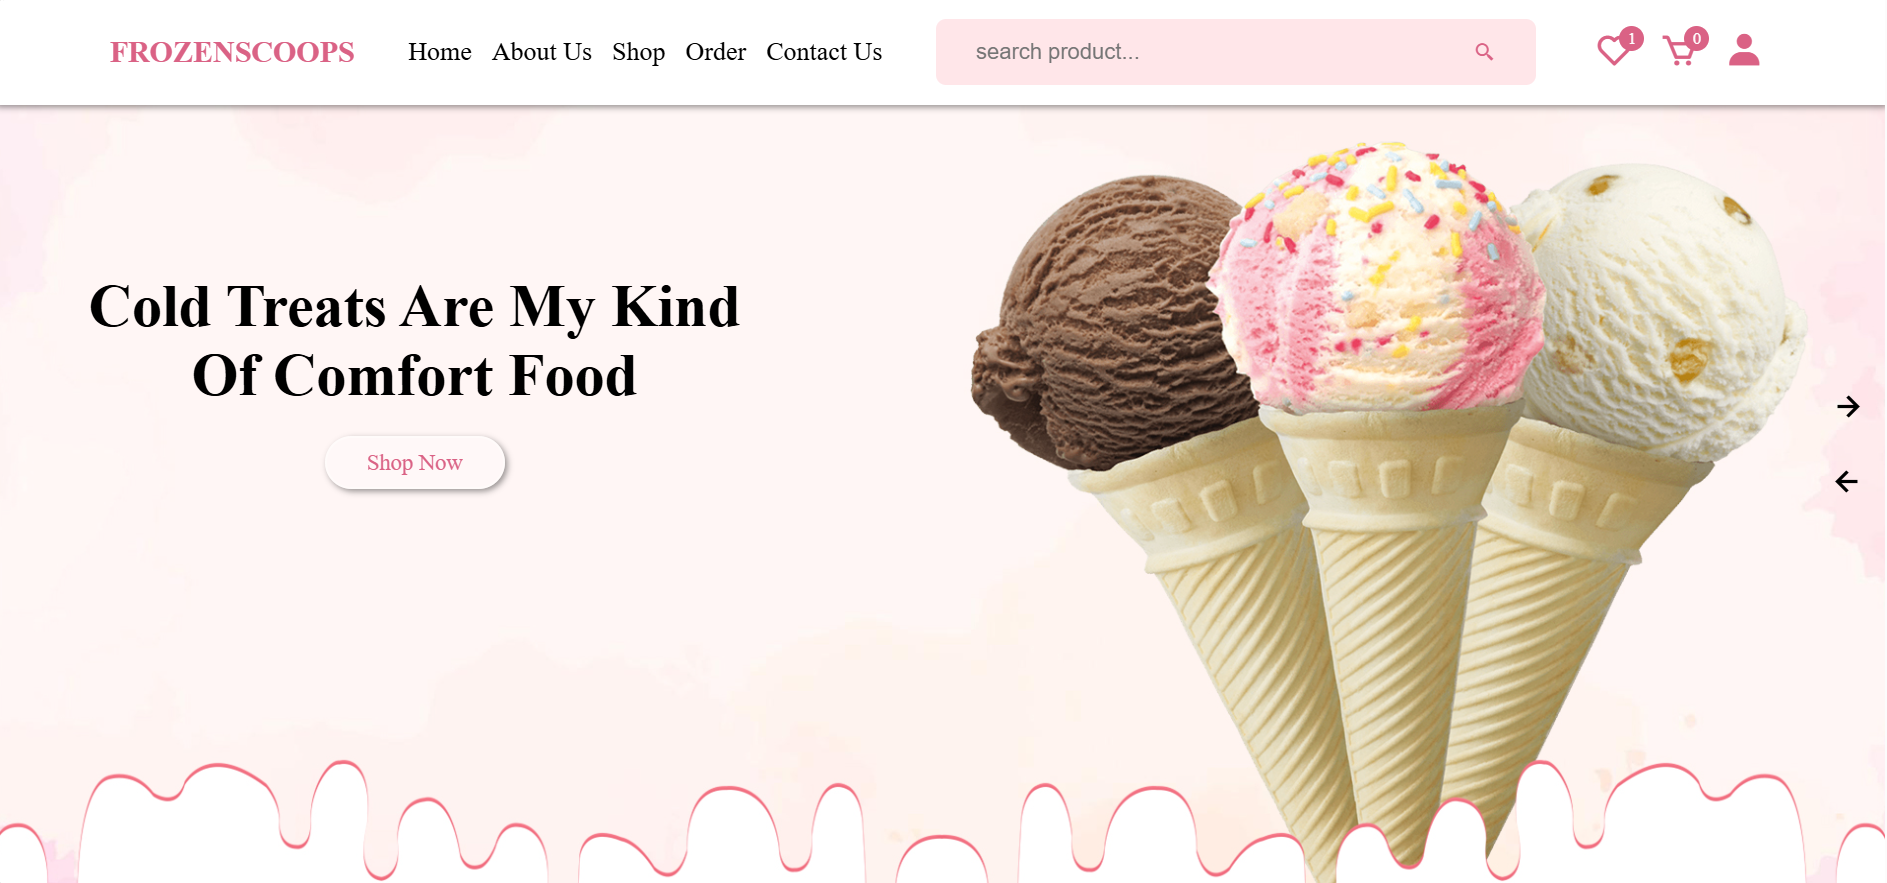 FROZENSCOOPS Home About Us Shop Order Contact Us search product... 1 0
Cold Treats Are My Kind
Of Comfort Food
Shop Now